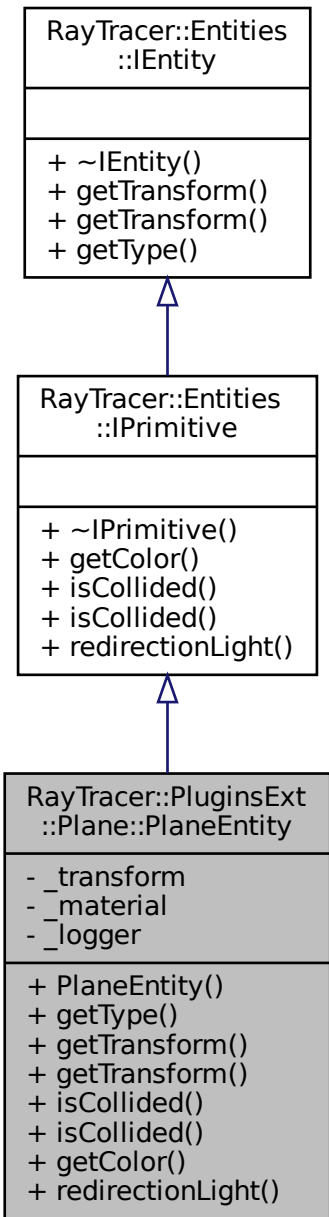 RayTracer::Entities
::IEntity
+ ~IEntity()
+ getTransform()
+ getTransform()
+ getType()
RayTracer::Entities
::IPrimitive
+ ~IPrimitive()
+ getColor()
+ isCollided()
+ isCollided()
+ redirectionLight()
RayTracer::PluginsExt
::Plane::PlaneEntity
- _transform
- _material
- _logger
+ PlaneEntity()
+ getType()
+ getTransform()
+ getTransform()
+ isCollided()
+ isCollided()
+ getColor()
+ redirectionLight()